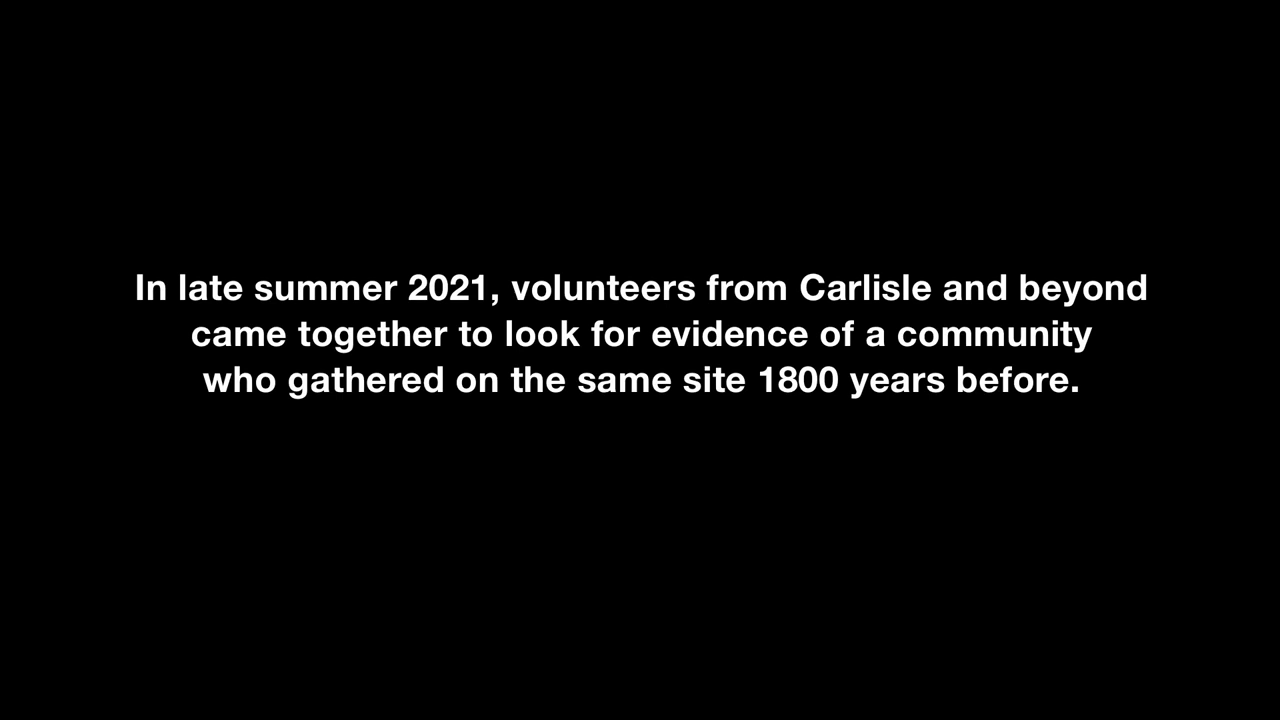 In late summer 2021, volunteers from Carlisle and beyond
came together to look for evidence of a community
who gathered on the same site 1800 years before.